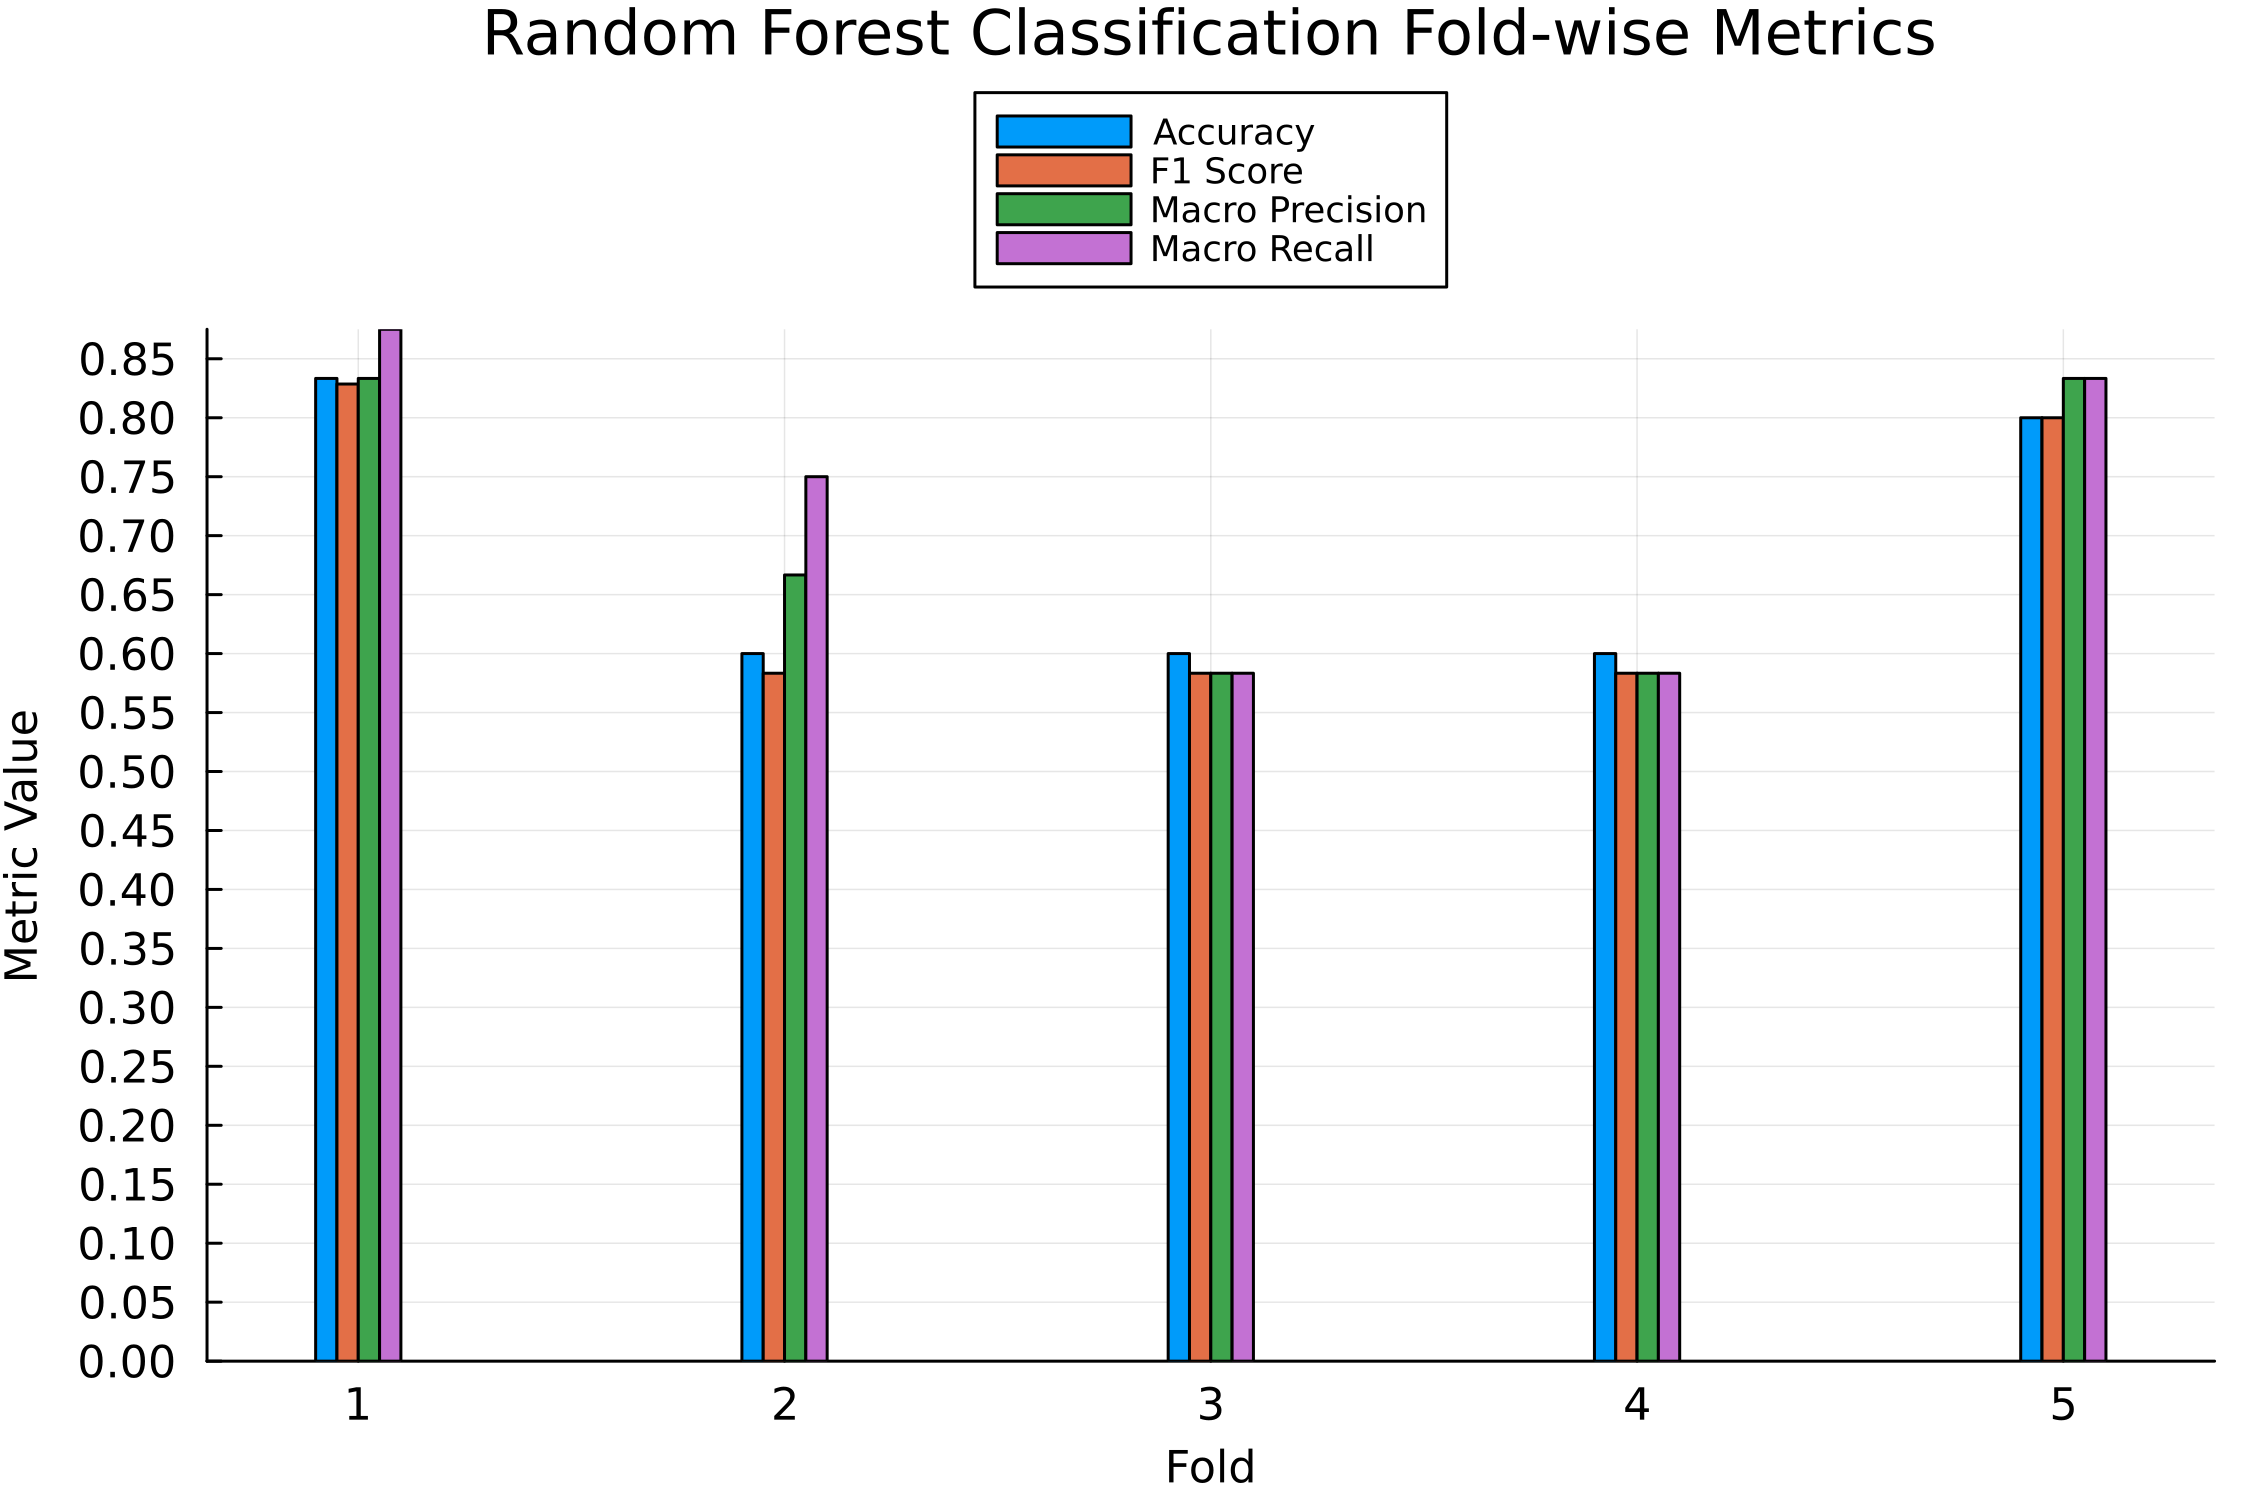 Random Forest Classification Fold-wise Metrics
Accuracy
F1 Score
Macro Precision
Macro Recall
0.85
0.80
0.75
0.70
0.65
0.60
0.55
0.50
0.45
0.40
0.35
0.30
0.25
0.20
0.15
0.10
0.05
0.00
Metric Value
1 2 3 4 5
Fold